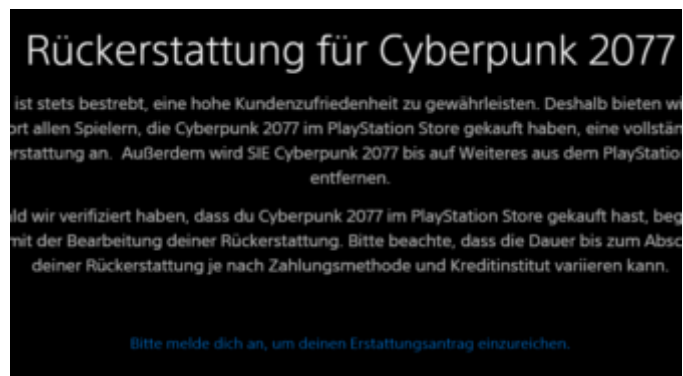 Rückerstattung für Cyberpunk 2077
ist stets bestrebt, eine hohe Kundenzufriedenheit zu gewährleisten. Deshalb bieten wi
ort allen Spielern, die Cyberpunk 2077 im PlayStation Store gekauft haben, eine vollstän
erstattung an. Außerdem wird SIE Cyberpunk 2077 bis auf Weiteres aus dem PlayStatio
entfernen.
ald wir verifiziert haben, dass du Cyberpunk 2077 im PlayStation Store gekauft hast, beg
mit der Bearbeitung deiner Rückerstattung. Bitte beachte, dass die Dauer bis zum Absc
deiner Rückerstattung je nach Zahlungsmethode und Kreditinstitut variieren kann.
Bitte melde dich an, um deinen Erstattungsantrag einzureichen.